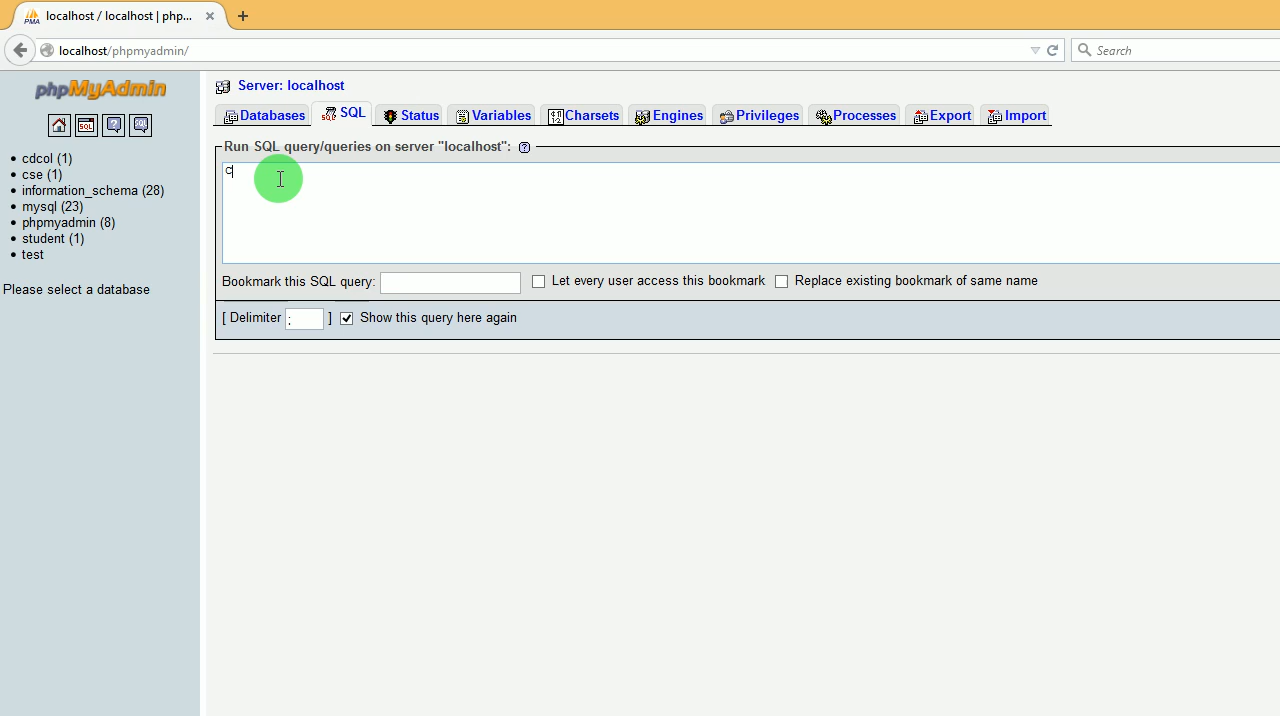 localhost / localhost | php...
localhost/phpmyadmin/
Search
phpMyAdmin
Server: localhost
Databases SQL Status Variables Charsets Engines Privileges Processes Export Import
cdcol (1)
cse (1)
information_schema (28)
mysql (23)
phpmyadmin (8)
student (1)
test
Please select a database
Run SQL query/queries on server "localhost":
c
Bookmark this SQL query: Let every user access this bookmark Replace existing bookmark of same name
[ Delimiter ; ] Show this query here again